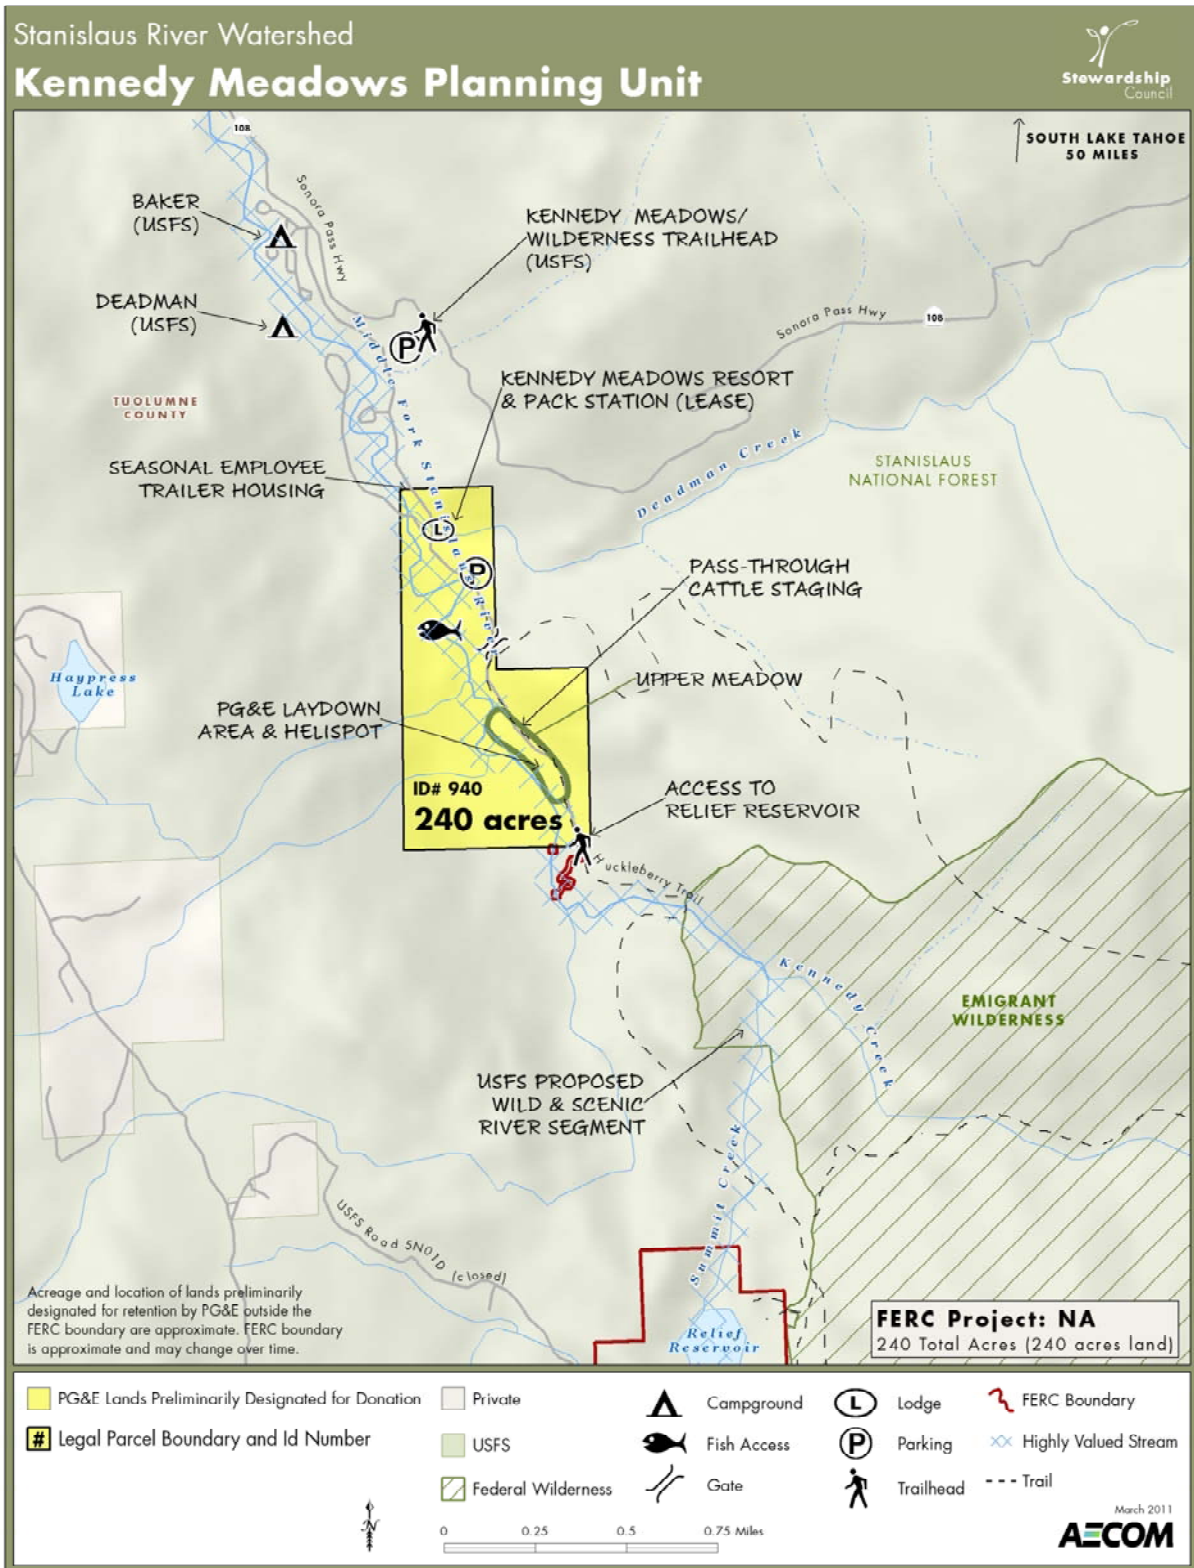 Stanislaus River Watershed
Kennedy Meadows Planning Unit
Stewardship
Council
108
SOUTH LAKE TAHOE
50 MILES
Sonora Pass Hwy
BAKER
(USFS)
KENNEDY MEADOWS/
WILDERNESS TRAILHEAD
(USFS)
DEADMAN
(USFS)
P
Sonora Pass Hwy
108
Middle Fork Stanislaus River
KENNEDY MEADOWS RESORT
& PACK STATION (LEASE)
TUOLUMNE
COUNTY
Deadman Creek
STANISLAUS
NATIONAL FOREST
SEASONAL EMPLOYEE
TRAILER HOUSING
L
P
PASS-THROUGH
CATTLE STAGING
Haypress
Lake
UPPER MEADOW
PG&E LAYDOWN
AREA & HELISPOT
ID# 940
240 acres
ACCESS TO
RELIEF RESERVOIR
Huckleberry Trail
Kennedy Creek
EMIGRANT
WILDERNESS
USFS PROPOSED
WILD & SCENIC
RIVER SEGMENT
Summit Creek
USFS Road 5N01D (closed)
Acreage and location of lands preliminarily
designated for retention by PG&E outside the
FERC boundary are approximate. FERC boundary
is approximate and may change over time.
Relief
Reservoir
FERC Project: NA
240 Total Acres (240 acres land)
PG&E Lands Preliminarily Designated for Donation
# Legal Parcel Boundary and Id Number
Private
USFS
Federal Wilderness
Campground
Fish Access
Gate
L Lodge
P Parking
Trailhead
FERC Boundary
Highly Valued Stream
Trail
N
0 0.25 0.5 0.75 Miles
March 2011
AECOM